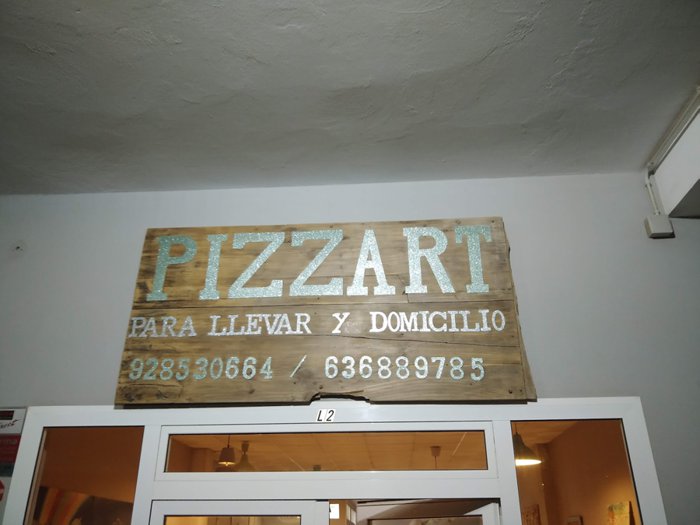 PIZZART
PARA LLEVAR Y DOMICILIO
928530664 / 636889785
L2